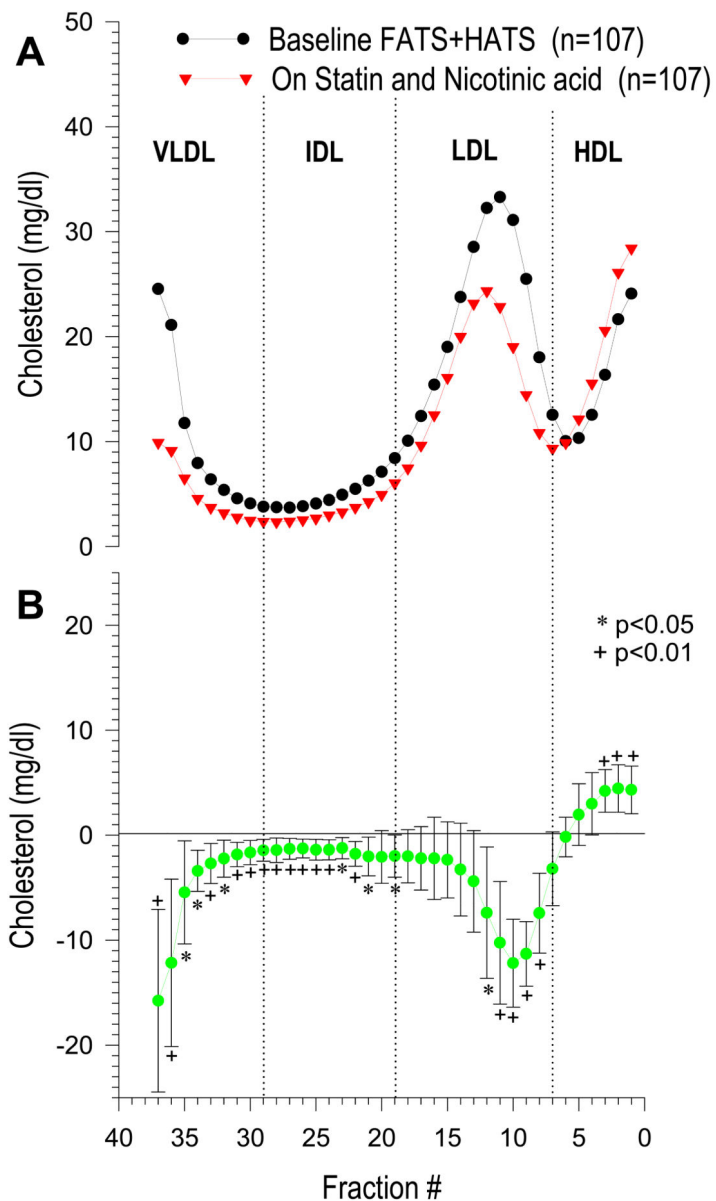 A
Baseline FATS+HATS (n=107)
On Statin and Nicotinic acid (n=107)
VLDL IDL LDL HDL
Cholesterol (mg/dl)
50
40
30
20
10
0
B
* p<0.05
+ p<0.01
Cholesterol (mg/dl)
20
10
0
-10
-20
+ + * * + * + + + + + + + + * + * * * + + + + + + +
40 35 30 25 20 15 10 5 0
Fraction #